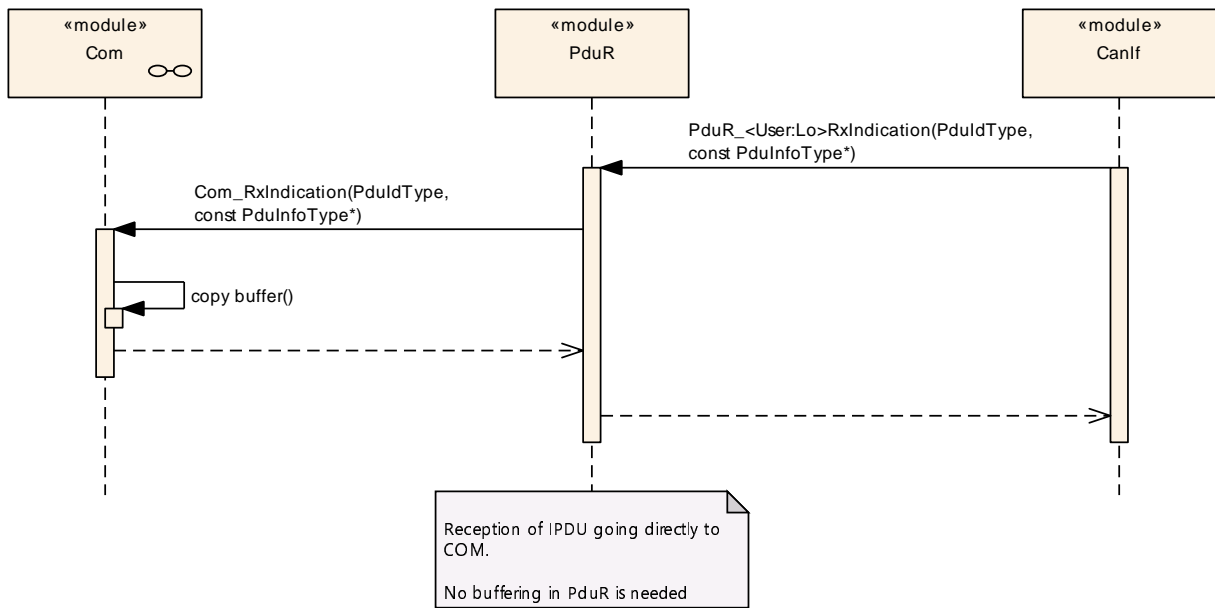 «module»
Com
«module»
PduR
«module»
CanIf
PduR_<User:Lo>RxIndication(PduIdType,
const PduInfoType*)
Com_RxIndication(PduIdType,
const PduInfoType*)
copy buffer()
Reception of IPDU going directly to
COM.
No buffering in PduR is needed